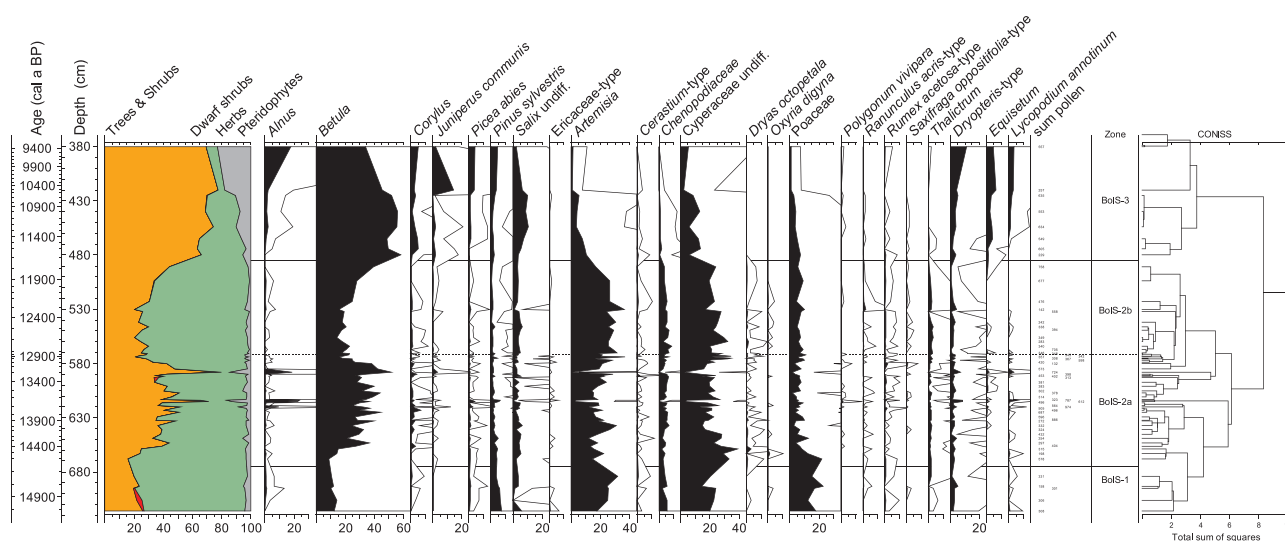 Age (cal a BP)
Depth (cm)
Trees & Shrubs
Dwarf shrubs
Herbs
Pteridophytes
Alnus
Betula
Corylus
Juniperus communis
Picea abies
Pinus sylvestris
Salix undiff.
Ericaceae-type
Artemisia
Cerastium-type
Chenopodiaceae
Cyperaceae undiff.
Dryas octopetala
Oxyria digyna
Poaceae
Polygonum vivipara
Ranunculus acris-type
Rumex acetosa-type
Saxifraga oppositifolia-type
Thalictrum
Dryopteris-type
Equisetum
Lycopodium annotinum
sum pollen
Zone
CONISS
9400
9900
10400
10900
11400
11900
12400
12900
13400
13900
14400
14900
380
430
480
530
580
630
680
BolS-3
BolS-2b
BolS-2a
BolS-1
20 40 60 80 100 20 20 40 60 20 20 40 20 40 20 20
2 4 6 8
Total sum of squares